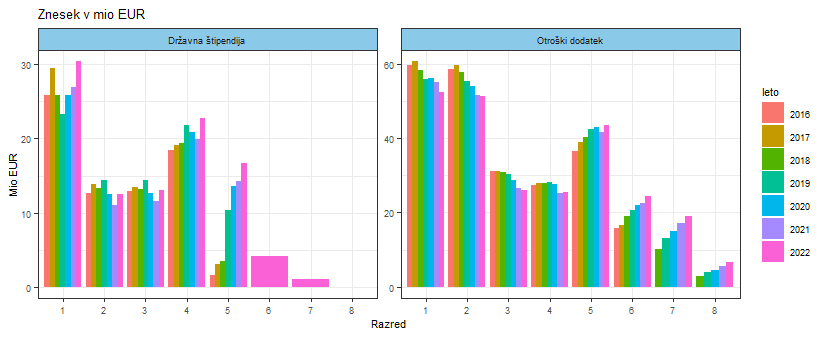 Znesek v mio EUR
Državna štipendija
Otroški dodatek
30
20
10
0
60
40
20
0
Mio EUR
1 2 3 4 5 6 7 8
1 2 3 4 5 6 7 8
Razred
leto
2016
2017
2018
2019
2020
2021
2022